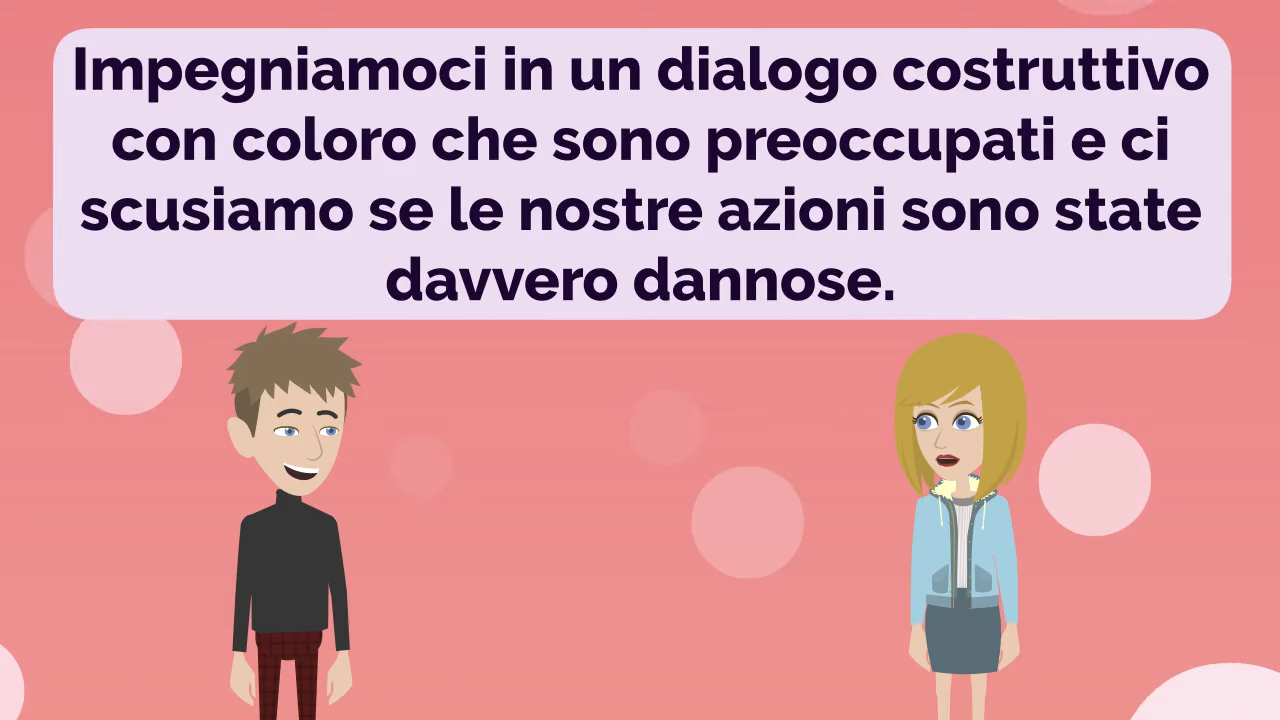 Impegniamoci in un dialogo costruttivo
con coloro che sono preoccupati e ci
scusiamo se le nostre azioni sono state
davvero dannose.